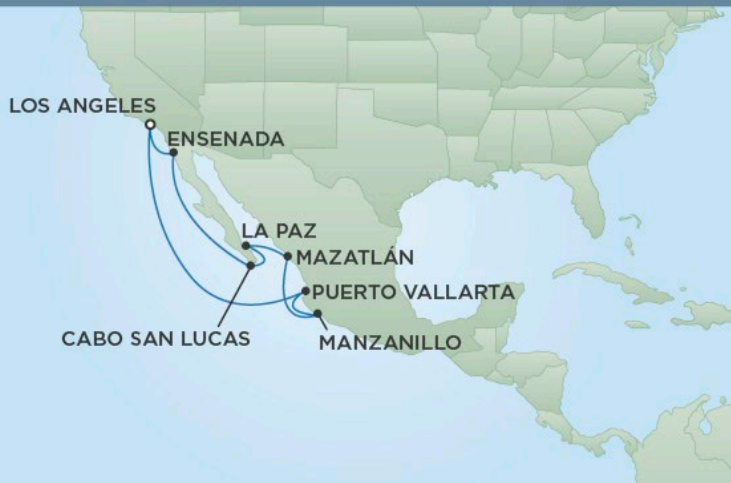 LOS ANGELES
ENSENADA
LA PAZ
MAZATLÁN
PUERTO VALLARTA
CABO SAN LUCAS
MANZANILLO